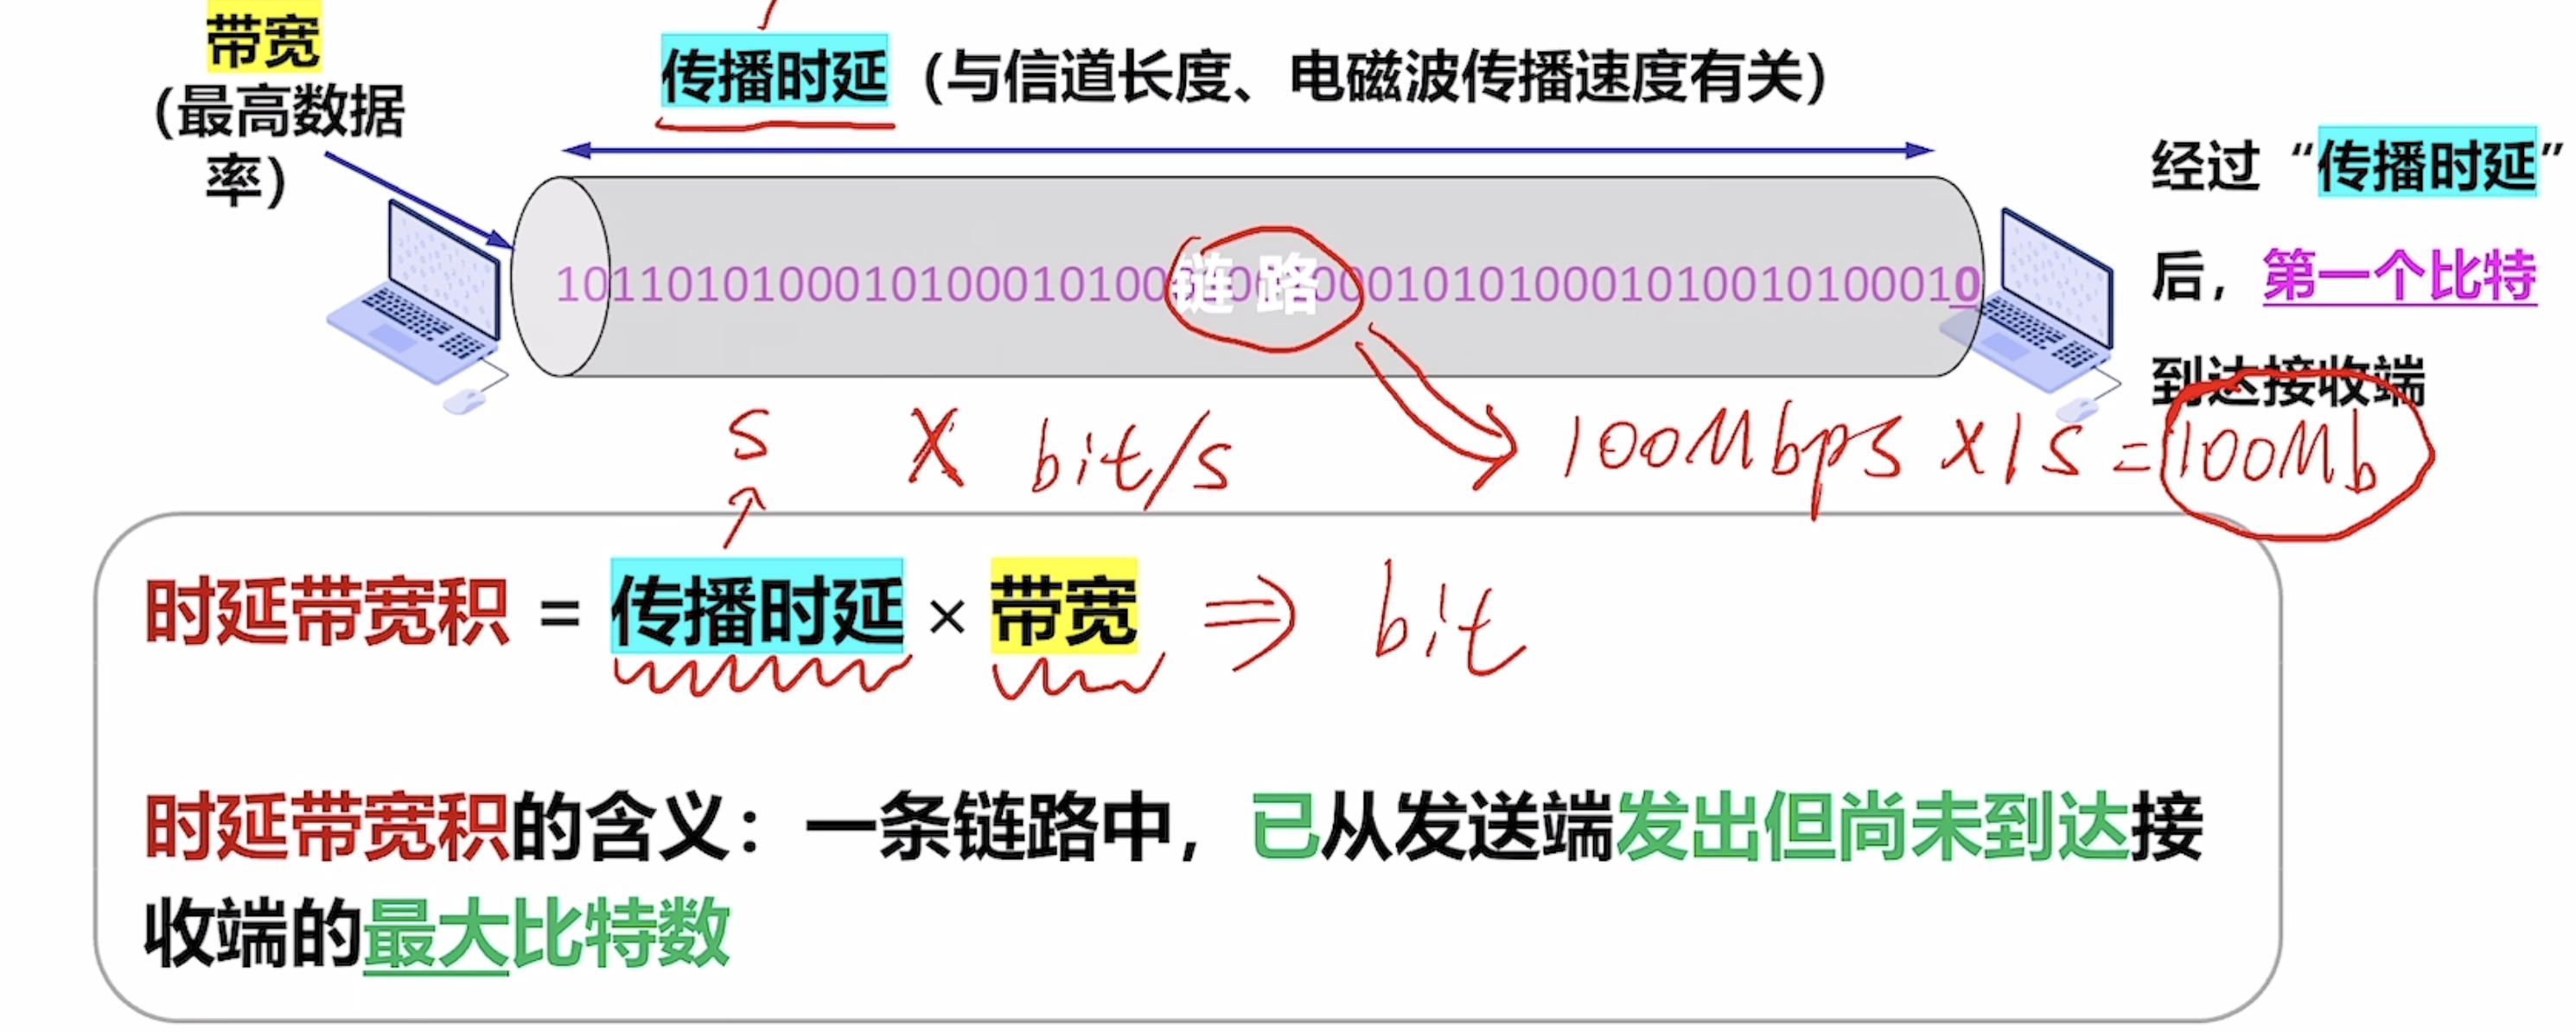 带宽
（最高数据
率）
传播时延（与信道长度、电磁波传播速度有关）
经过“传播时延”
后，第一个比特
到达接收端
链路
S X bit/s
100Mbps X 1S = 100Mb
时延带宽积 = 传播时延 × 带宽 ⇒ bit
时延带宽积的含义：一条链路中，已从发送端发出但尚未到达接
收端的最大比特数